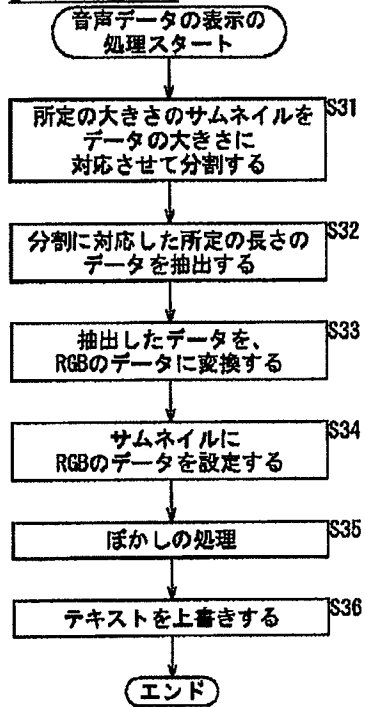 音声データの表示の
処理スタート
S31
所定の大きさのサムネイルを
データの大きさに
対応させて分割する
S32
分割に対応した所定の長さの
データを抽出する
S33
抽出したデータを、
RGBのデータに変換する
S34
サムネイルに
RGBのデータを設定する
S35
ぼかしの処理
S36
テキストを上書きする
エンド